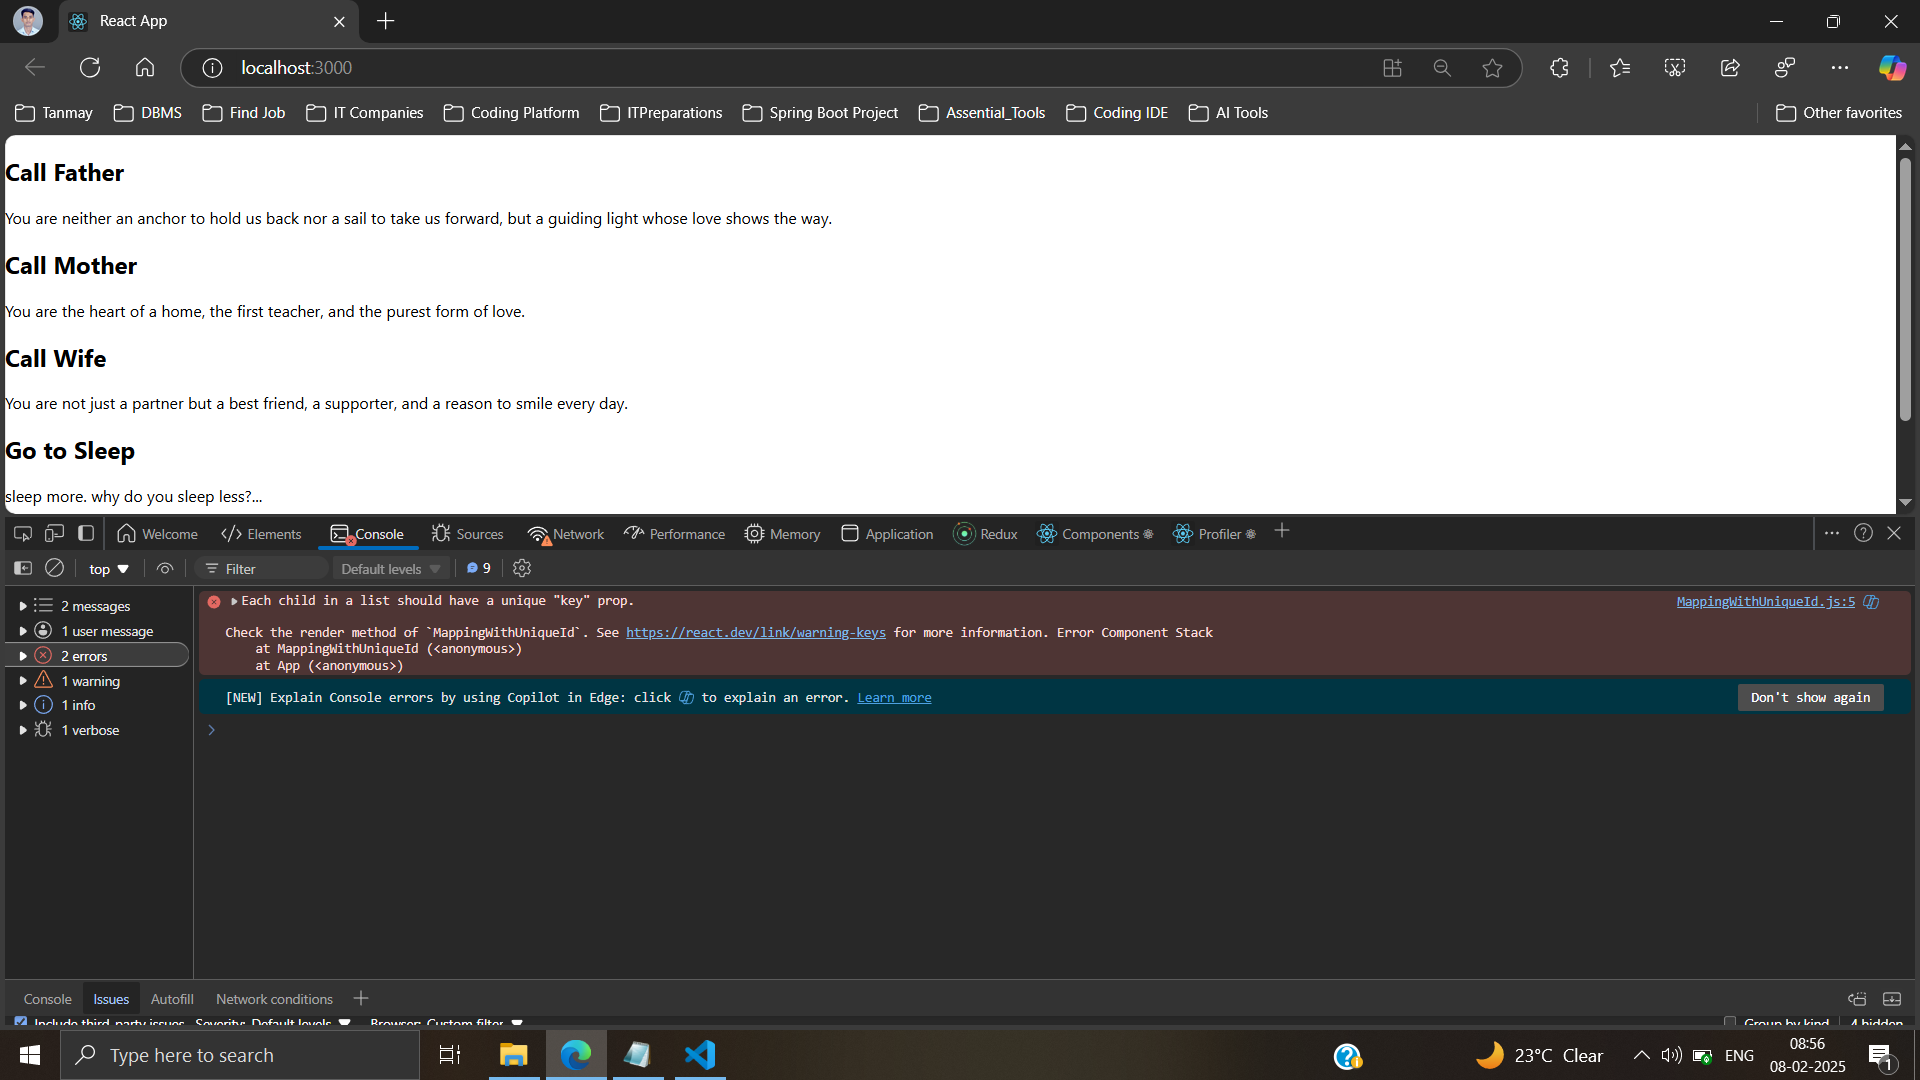 React App
localhost:3000
Tanmay DBMS Find Job IT Companies Coding Platform ITPreparations Spring Boot Project Assential_Tools Coding IDE AI Tools Other favorites
Call Father
You are neither an anchor to hold us back nor a sail to take us forward, but a guiding light whose love shows the way.
Call Mother
You are the heart of a home, the first teacher, and the purest form of love.
Call Wife
You are not just a partner but a best friend, a supporter, and a reason to smile every day.
Go to Sleep
sleep more. why do you sleep less?...
Welcome Elements Console Sources Network Performance Memory Application Redux Components Profiler
top Filter Default levels 9
2 messages
1 user message
2 errors
1 warning
1 info
1 verbose
Each child in a list should have a unique "key" prop. MappingWithUniqueId.js:5
Check the render method of `MappingWithUniqueId`. See https://react.dev/link/warning-keys for more information. Error Component Stack
at MappingWithUniqueId (<anonymous>)
at App (<anonymous>)
[NEW] Explain Console errors by using Copilot in Edge: click to explain an error. Learn more Don't show again
Console Issues Autofill Network conditions
Include third-party issues Severity: Default levels Browser: Custom filter Group by kind 4 hidden
Type here to search 23°C Clear ENG 08:56
08-02-2025 1